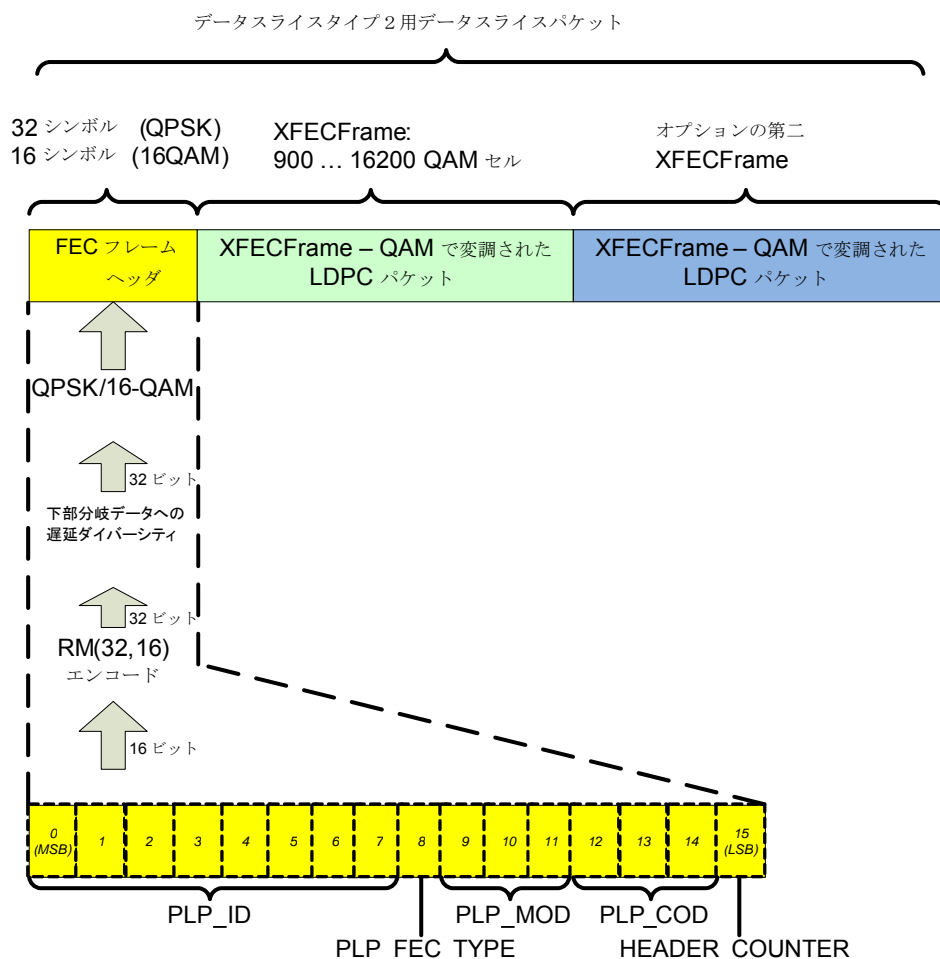 データスライスタイプ２用データスライスパケット
32 シンボル (QPSK)
16 シンボル (16QAM)
XFECFrame:
900 … 16200 QAM セル
オプションの第二
XFECFrame
FEC フレーム
ヘッダ
XFECFrame – QAM で変調された
LDPC パケット
XFECFrame – QAM で変調された
LDPC パケット
QPSK/16-QAM
32 ビット
下部分岐データへの
遅延ダイバーシティ
32 ビット
RM(32,16)
エンコード
16 ビット
0 (MSB) 1 2 3 4 5 6 7 8 9 10 11 12 13 14 15 (LSB)
PLP_ID PLP_MOD PLP_COD
PLP_FEC_TYPE HEADER_COUNTER